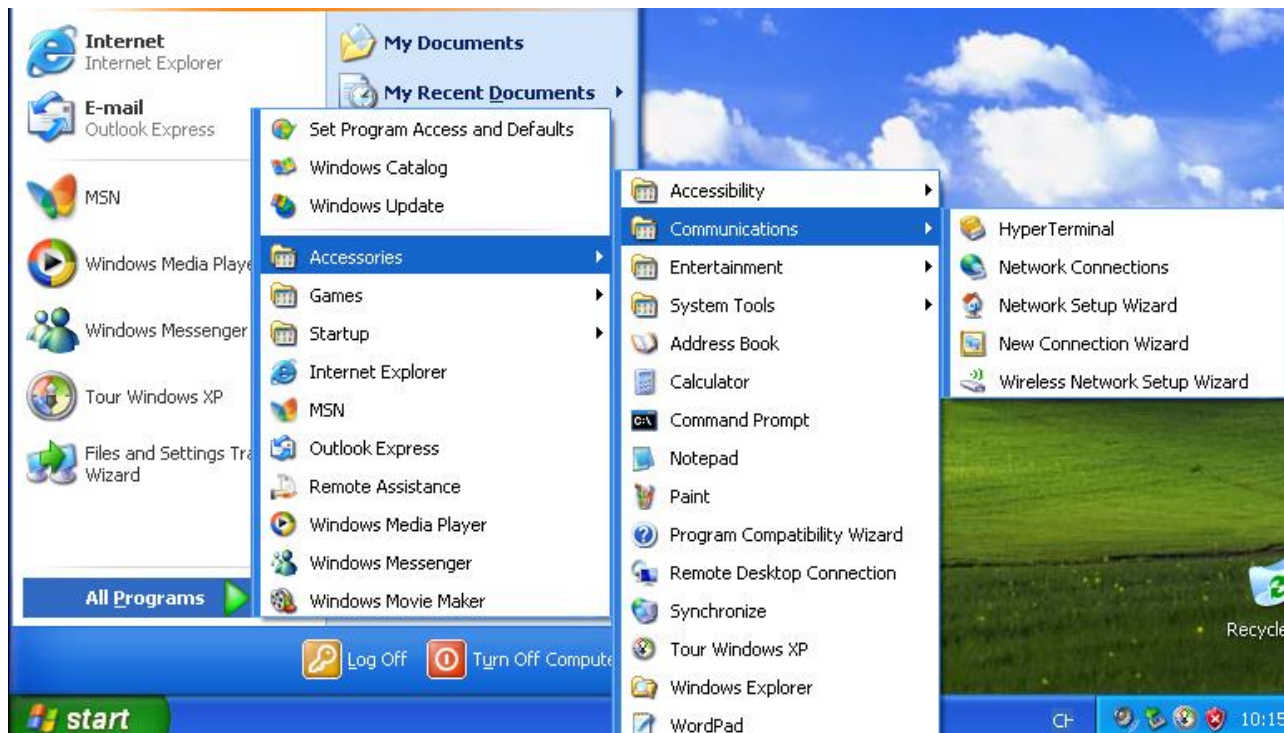 Internet
Internet Explorer
E-mail
Outlook Express
MSN
Windows Media Playe
Windows Messenger
Tour Windows XP
Files and Settings Tra
Wizard
All Programs
My Documents
My Recent Documents
Set Program Access and Defaults
Windows Catalog
Windows Update
Accessories
Games
Startup
Internet Explorer
MSN
Outlook Express
Remote Assistance
Windows Media Player
Windows Messenger
Windows Movie Maker
Accessibility
Communications
Entertainment
System Tools
Address Book
Calculator
Command Prompt
Notepad
Paint
Program Compatibility Wizard
Remote Desktop Connection
Synchronize
Tour Windows XP
Windows Explorer
WordPad
HyperTerminal
Network Connections
Network Setup Wizard
New Connection Wizard
Wireless Network Setup Wizard
Recycle
Log Off
Turn Off Compute
start
CH
10:15